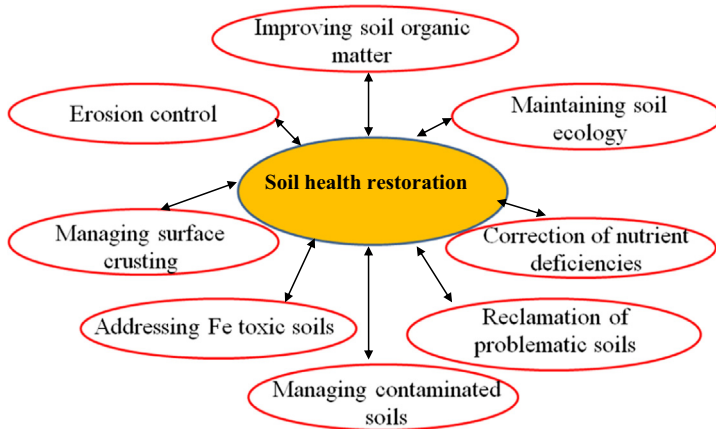 Improving soil organic
matter
Erosion control
Maintaining soil
ecology
Soil health restoration
Managing surface
crusting
Correction of nutrient
deficiencies
Addressing Fe toxic soils
Reclamation of
problematic soils
Managing contaminated
soils